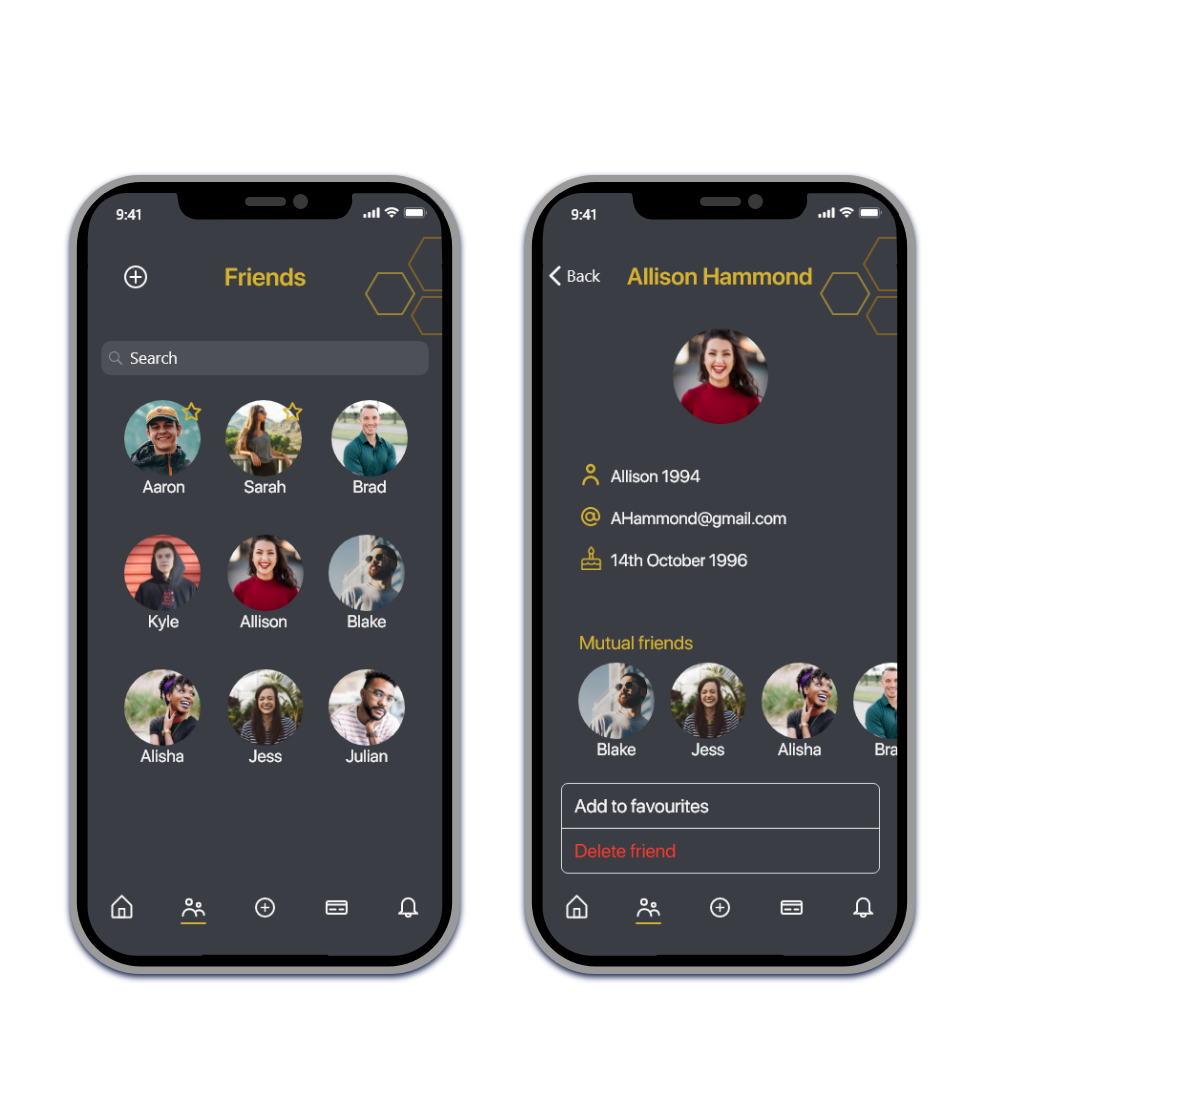 9:41
Friends
Search
Aaron
Sarah
Brad
Kyle
Allison
Blake
Alisha
Jess
Julian
9:41
Back
Allison Hammond
Allison 1994
AHammond@gmail.com
14th October 1996
Mutual friends
Blake
Jess
Alisha
Bra
Add to favourites
Delete friend